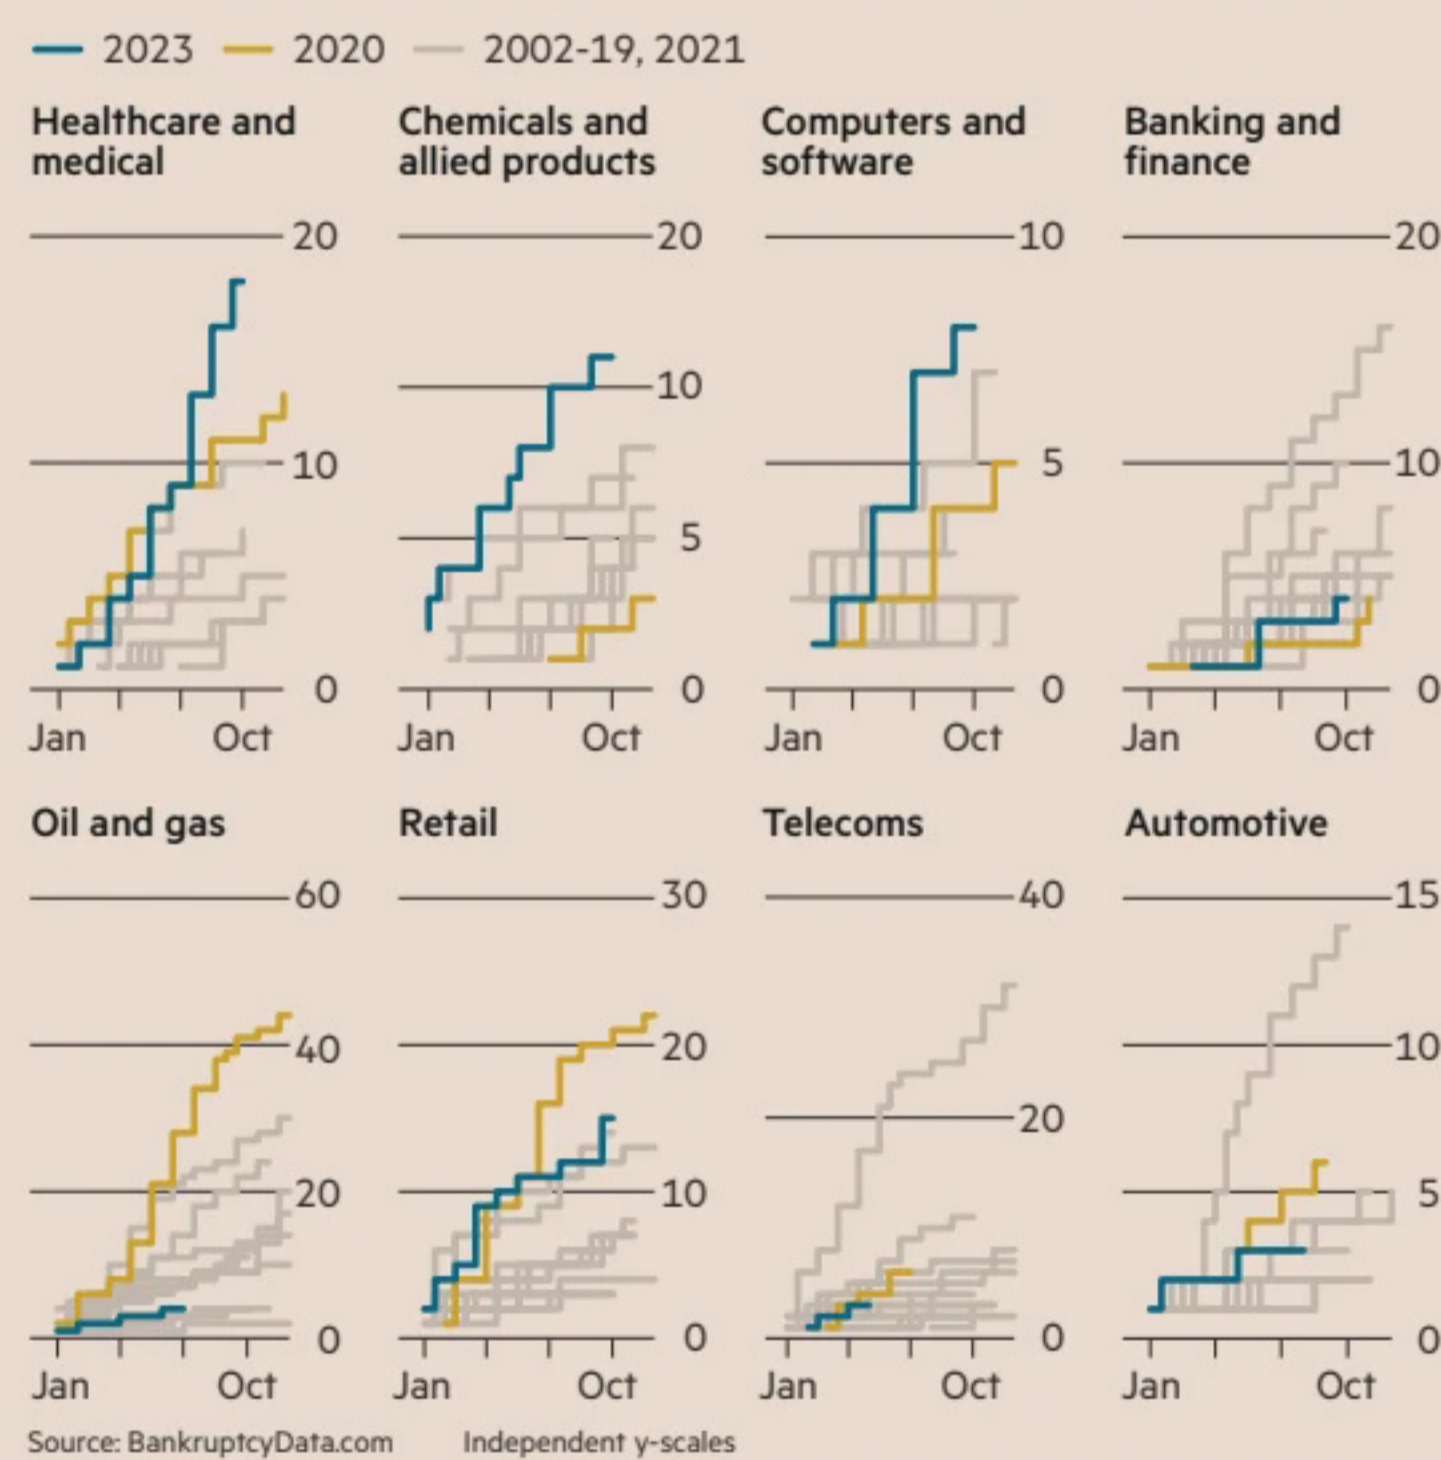 2023 2020 2002-19, 2021
Healthcare and
medical
20
10
0
Jan Oct
Chemicals and
allied products
20
10
5
0
Jan Oct
Computers and
software
10
5
0
Jan Oct
Banking and
finance
20
10
0
Jan Oct
Oil and gas
60
40
20
0
Jan Oct
Retail
30
20
10
0
Jan Oct
Telecoms
40
20
0
Jan Oct
Automotive
15
10
5
0
Jan Oct
Source: BankruptcyData.com Independent y-scales